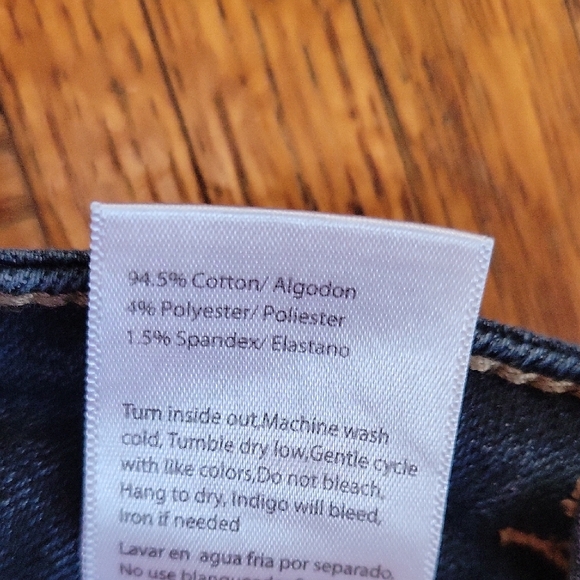 94.5% Cotton/ Algodon
4% Polyester/ Poliester
1.5% Spandex/ Elastano
Turn inside out,Machine wash
cold, Tumble dry low,Gentle cycle
with like colors,Do not bleach,
Hang to dry, Indigo will bleed,
Iron if needed
Lavar en agua fria por separado.
No use